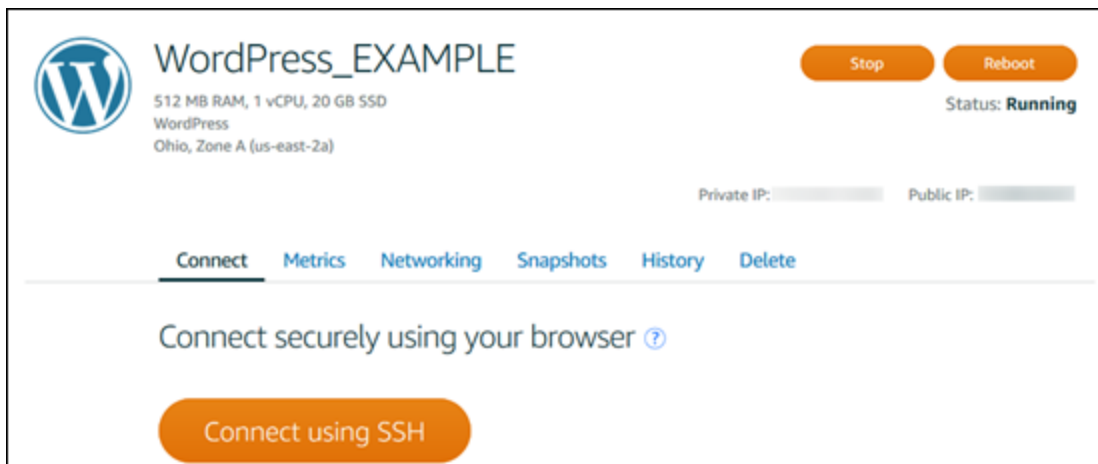 WordPress_EXAMPLE
512 MB RAM, 1 vCPU, 20 GB SSD
WordPress
Ohio, Zone A (us-east-2a)
Stop Reboot
Status: Running
Private IP: Public IP:
Connect Metrics Networking Snapshots History Delete
Connect securely using your browser ?
Connect using SSH